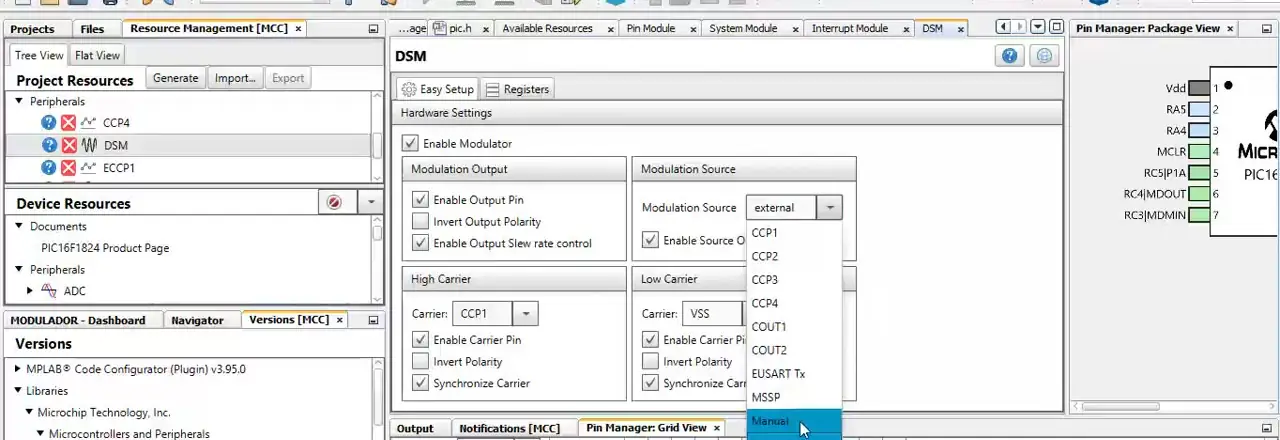 Projects
Files
Resource Management [MCC]
Tree View
Flat View
Project Resources
Generate
Import...
Export
Peripherals
CCP4
DSM
ECCP1
Device Resources
Documents
PIC16F1824 Product Page
Peripherals
ADC
MODULADOR - Dashboard
Navigator
Versions [MCC]
Versions
MPLAB® Code Configurator (Plugin) v3.95.0
Libraries
Microchip Technology, Inc.
Microcontrollers and Peripherals
...age
pic.h
Available Resources
Pin Module
System Module
Interrupt Module
DSM
DSM
Easy Setup
Registers
Hardware Settings
Enable Modulator
Modulation Output
Enable Output Pin
Invert Output Polarity
Enable Output Slew rate control
Modulation Source
Modulation Source
external
Enable Source O
CCP1
CCP2
CCP3
CCP4
COUT1
COUT2
EUSART Tx
MSSP
Manual
High Carrier
Carrier:
CCP1
Enable Carrier Pin
Invert Polarity
Synchronize Carrier
Low Carrier
Carrier:
VSS
Enable Carrier Pi
Invert Polarity
Synchronize Carr
Output
Notifications [MCC]
Pin Manager: Grid View
Pin Manager: Package View
Vdd 1
RA5 2
RA4 3
MCLR 4
RC5|P1A 5
RC4|MDOUT 6
RC3|MDMIN 7
MICR
PIC16